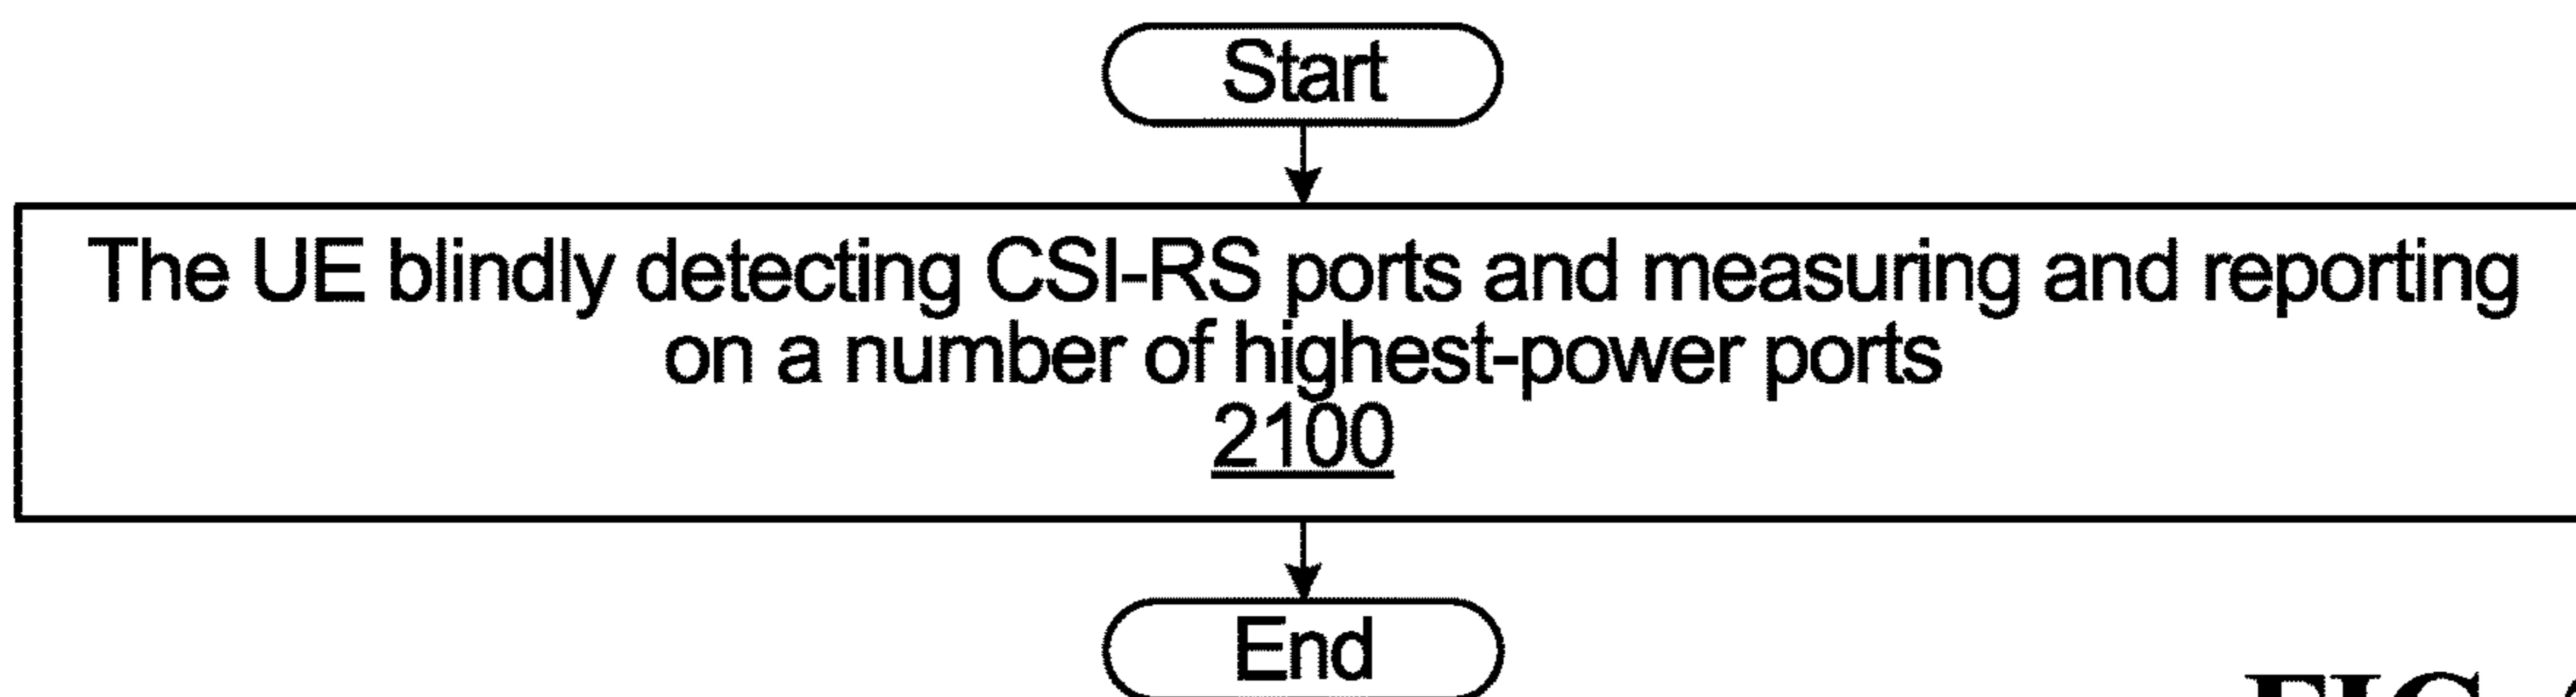 Start
The UE blindly detecting CSI-RS ports and measuring and reporting
on a number of highest-power ports
2100
End
FIG